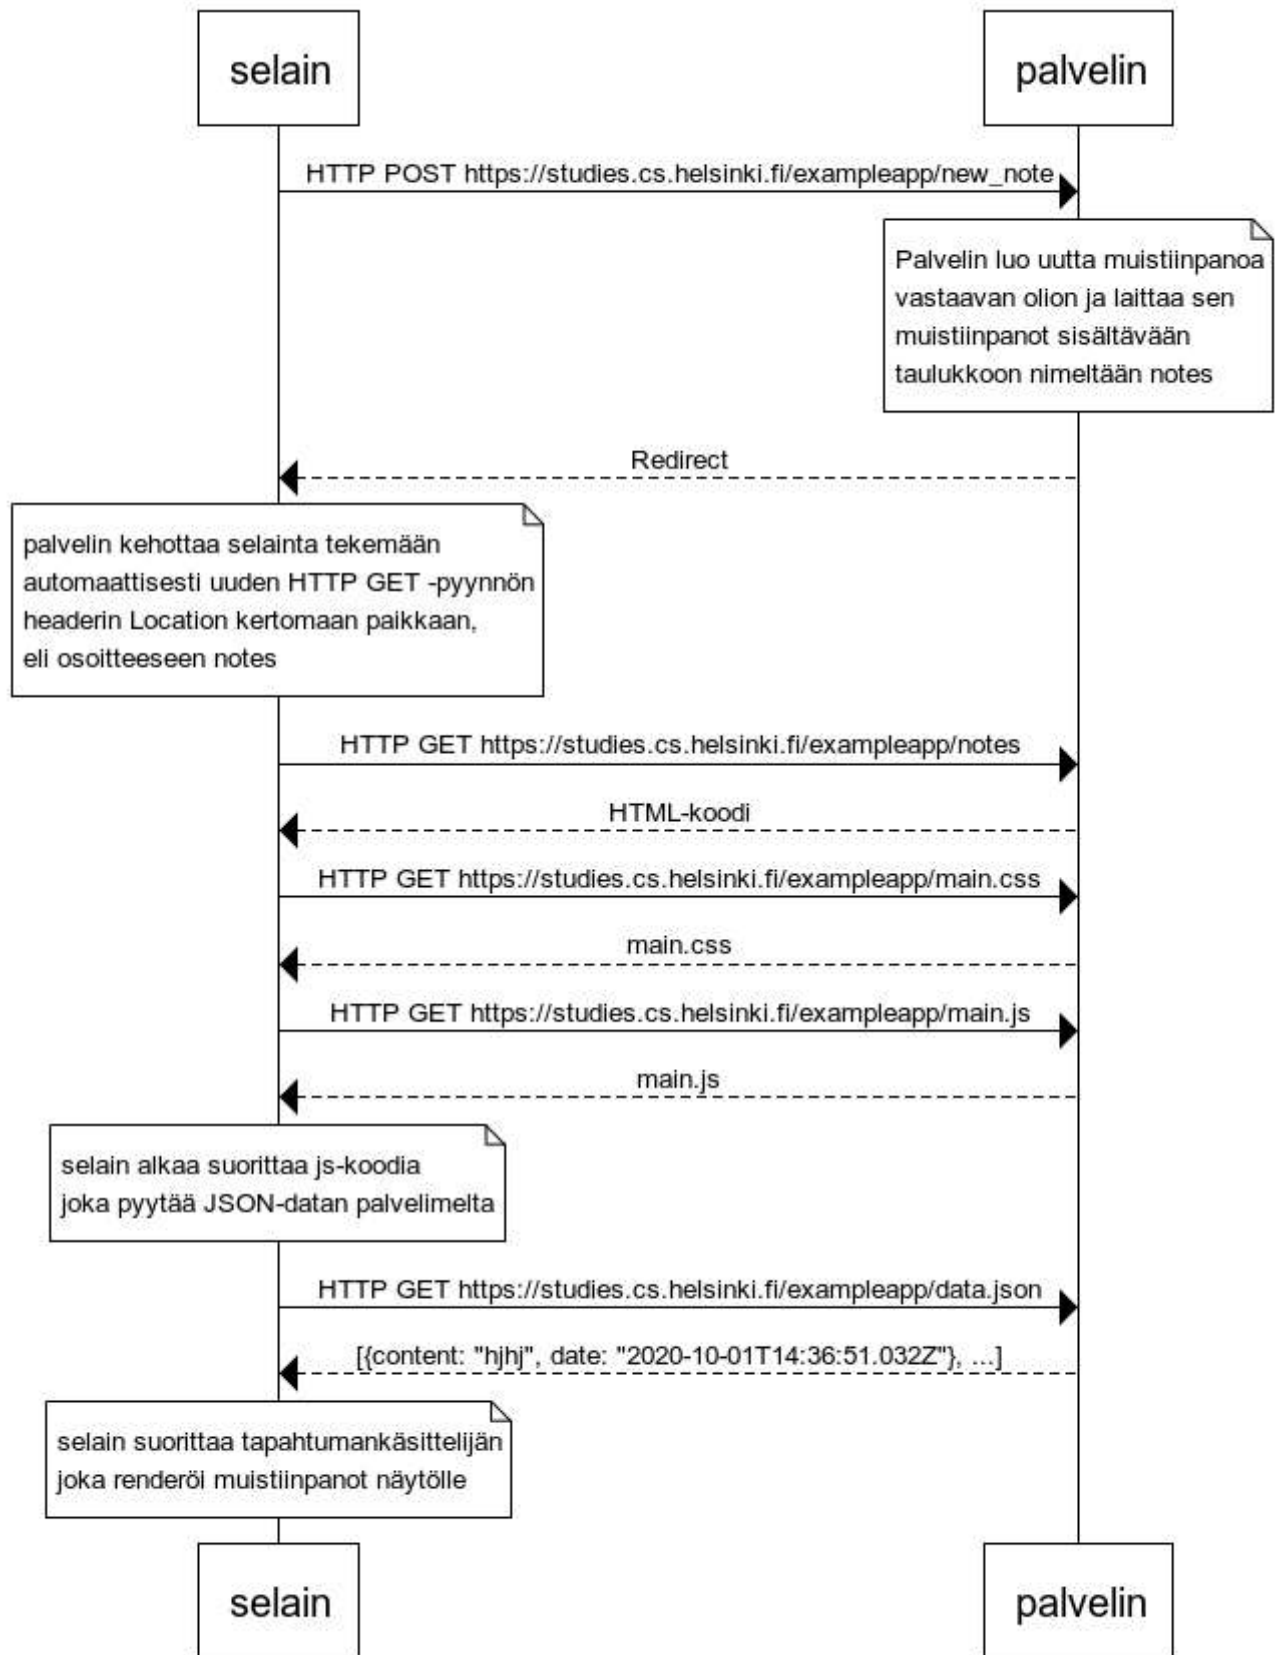 selain
palvelin
HTTP POST https://studies.cs.helsinki.fi/exampleapp/new_note
Palvelin luo uutta muistiinpanoa
vastaavan olion ja laittaa sen
muistiinpanot sisältävään
taulukkoon nimeltään notes
Redirect
palvelin kehottaa selainta tekemään
automaattisesti uuden HTTP GET -pyynnön
headerin Location kertomaan paikkaan,
eli osoitteeseen notes
HTTP GET https://studies.cs.helsinki.fi/exampleapp/notes
HTML-koodi
HTTP GET https://studies.cs.helsinki.fi/exampleapp/main.css
main.css
HTTP GET https://studies.cs.helsinki.fi/exampleapp/main.js
main.js
selain alkaa suorittaa js-koodia
joka pyytää JSON-datan palvelimelta
HTTP GET https://studies.cs.helsinki.fi/exampleapp/data.json
[{content: "hjhj", date: "2020-10-01T14:36:51.032Z"}, ...]
selain suorittaa tapahtumankäsittelijän
joka renderöi muistiinpanot näytölle
selain
palvelin